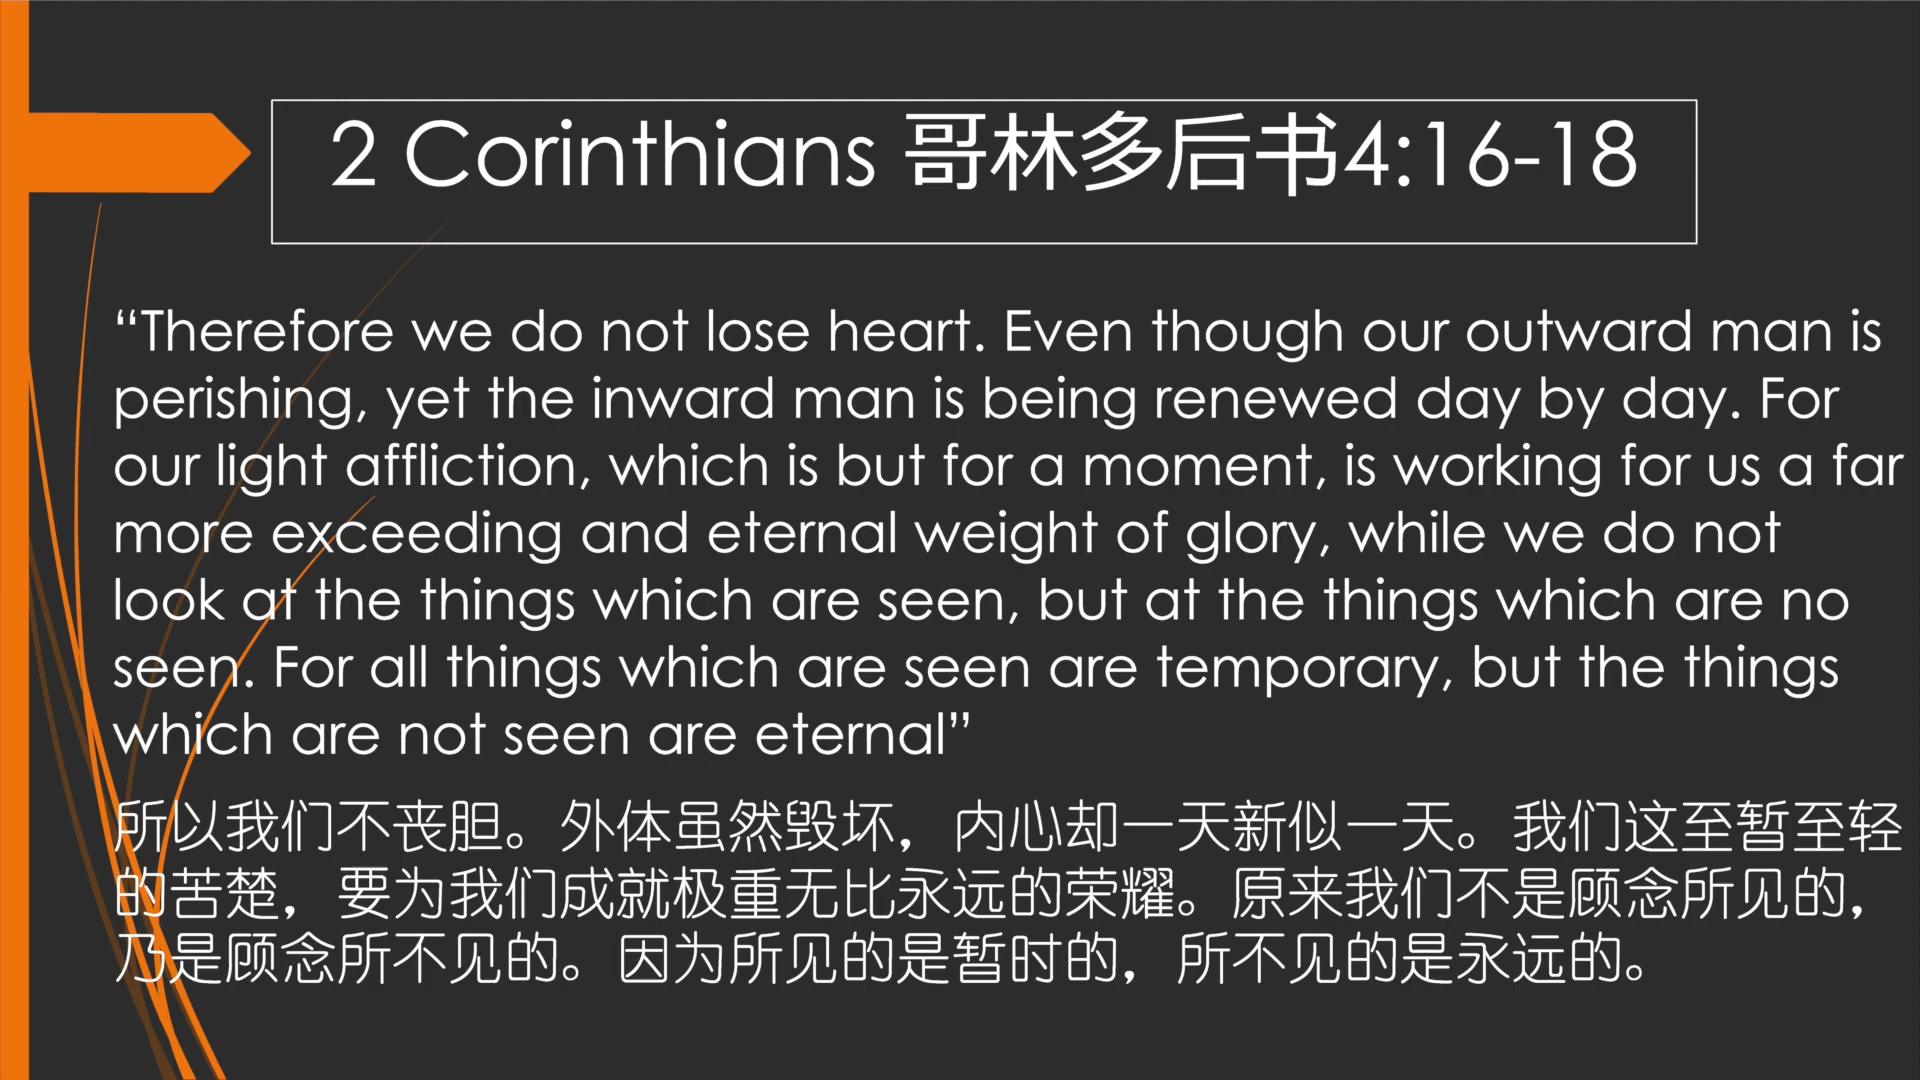 2 Corinthians 哥林多后书4:16-18
“Therefore we do not lose heart. Even though our outward man is
perishing, yet the inward man is being renewed day by day. For
our light affliction, which is but for a moment, is working for us a far
more exceeding and eternal weight of glory, while we do not
look at the things which are seen, but at the things which are no
seen. For all things which are seen are temporary, but the things
which are not seen are eternal”
所以我们不丧胆。外体虽然毁坏，内心却一天新似一天。我们这至暂至轻
的苦楚，要为我们成就极重无比永远的荣耀。原来我们不是顾念所见的，
乃是顾念所不见的。因为所见的是暂时的，所不见的是永远的。